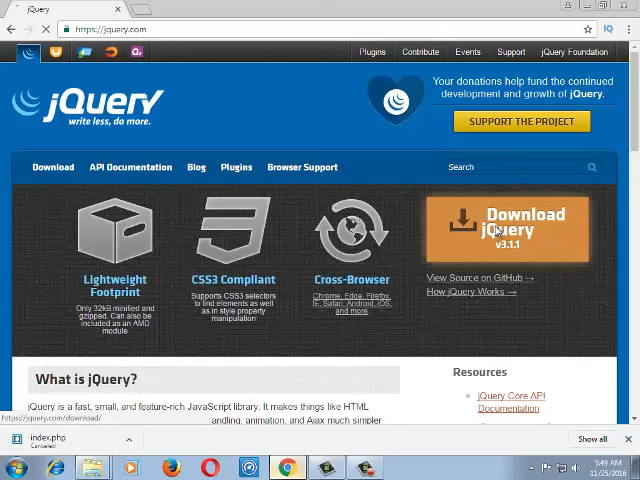 jQuery
https://jquery.com
Plugins
Contribute
Events
Support
jQuery Foundation
Your donations help fund the continued
development and growth of jQuery.
jQuery
write less, do more.
SUPPORT THE PROJECT
Download
API Documentation
Blog
Plugins
Browser Support
Search
Download
jQuery
v3.1.1
Lightweight
Footprint
Only 32kB minified and
gzipped. Can also be
included as an AMD
module
CSS3 Compliant
Supports CSS3 selectors
to find elements as well
as in style property
manipulation
Cross-Browser
Chrome, Edge, Firefox,
IE, Safari, Android, iOS,
and more
View Source on GitHub →
How jQuery Works →
What is jQuery?
jQuery is a fast, small, and feature-rich JavaScript library. It makes things like HTML
andling, animation, and Ajax much simpler
Resources
jQuery Core API
Documentation
https://jquery.com/download/
index.php
Canceled
Show all
5:49 AM
11/25/2016